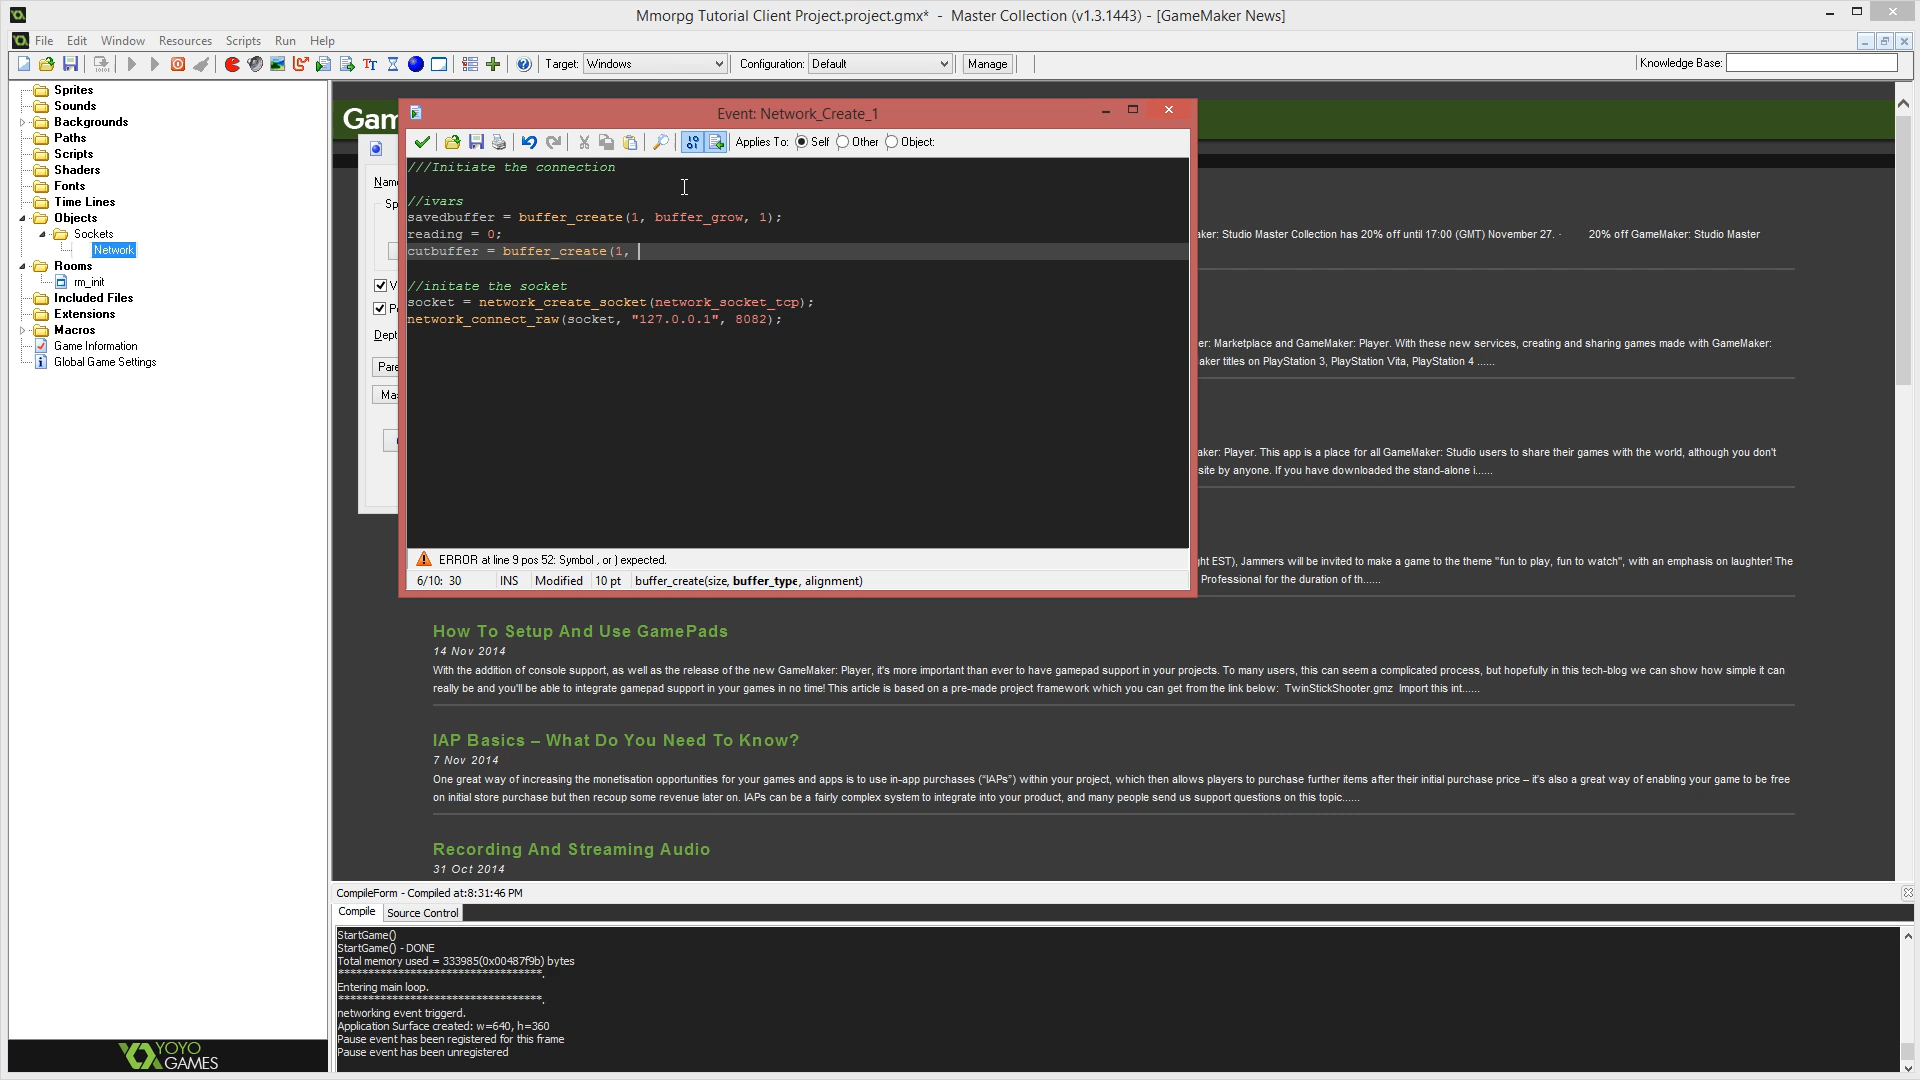 Mmorpg Tutorial Client Project.project.gmx* - Master Collection (v1.3.1443) - [GameMaker News]
File Edit Window Resources Scripts Run Help
Target: Windows Configuration: Default Manage Knowledge Base:
Sprites
Sounds
Backgrounds
Paths
Scripts
Shaders
Fonts
Time Lines
Objects
Sockets
Network
Rooms
rm_init
Included Files
Extensions
Macros
Game Information
Global Game Settings
YOYO
GAMES
Gam
Name
Sp
V
P
Dept
Pare
Ma
Event: Network_Create_1
Applies To: Self Other Object:
///Initiate the connection
//ivars
savedbuffer = buffer_create(1, buffer_grow, 1);
reading = 0;
cutbuffer = buffer_create(1,
//initate the socket
socket = network_create_socket(network_socket_tcp);
network_connect_raw(socket, "127.0.0.1", 8082);
ERROR at line 9 pos 52: Symbol , or ) expected.
6/10: 30 INS Modified 10 pt buffer_create(size, buffer_type, alignment)
ker: Studio Master Collection has 20% off until 17:00 (GMT) November 27. · 20% off GameMaker: Studio Master
er: Marketplace and GameMaker: Player. With these new services, creating and sharing games made with GameMaker:
aker titles on PlayStation 3, PlayStation Vita, PlayStation 4 ......
aker: Player. This app is a place for all GameMaker: Studio users to share their games with the world, although you don't
site by anyone. If you have downloaded the stand-alone i......
ht EST), Jammers will be invited to make a game to the theme "fun to play, fun to watch", with an emphasis on laughter! The
Professional for the duration of th......
How To Setup And Use GamePads
14 Nov 2014
With the addition of console support, as well as the release of the new GameMaker: Player, it's more important than ever to have gamepad support in your projects. To many users, this can seem a complicated process, but hopefully in this tech-blog we can show how simple it can
really be and you'll be able to integrate gamepad support in your games in no time! This article is based on a pre-made project framework which you can get from the link below: TwinStickShooter.gmz Import this int......
IAP Basics – What Do You Need To Know?
7 Nov 2014
One great way of increasing the monetisation opportunities for your games and apps is to use in-app purchases ("IAPs") within your project, which then allows players to purchase further items after their initial purchase price – it's also a great way of enabling your game to be free
on initial store purchase but then recoup some revenue later on. IAPs can be a fairly complex system to integrate into your product, and many people send us support questions on this topic......
Recording And Streaming Audio
31 Oct 2014
CompileForm - Compiled at:8:31:46 PM
Compile Source Control
StartGame()
StartGame() - DONE
Total memory used = 333985(0x00487f9b) bytes
***********************************.
Entering main loop.
***********************************.
networking event triggerd.
Application Surface created: w=640, h=360
Pause event has been registered for this frame
Pause event has been unregistered